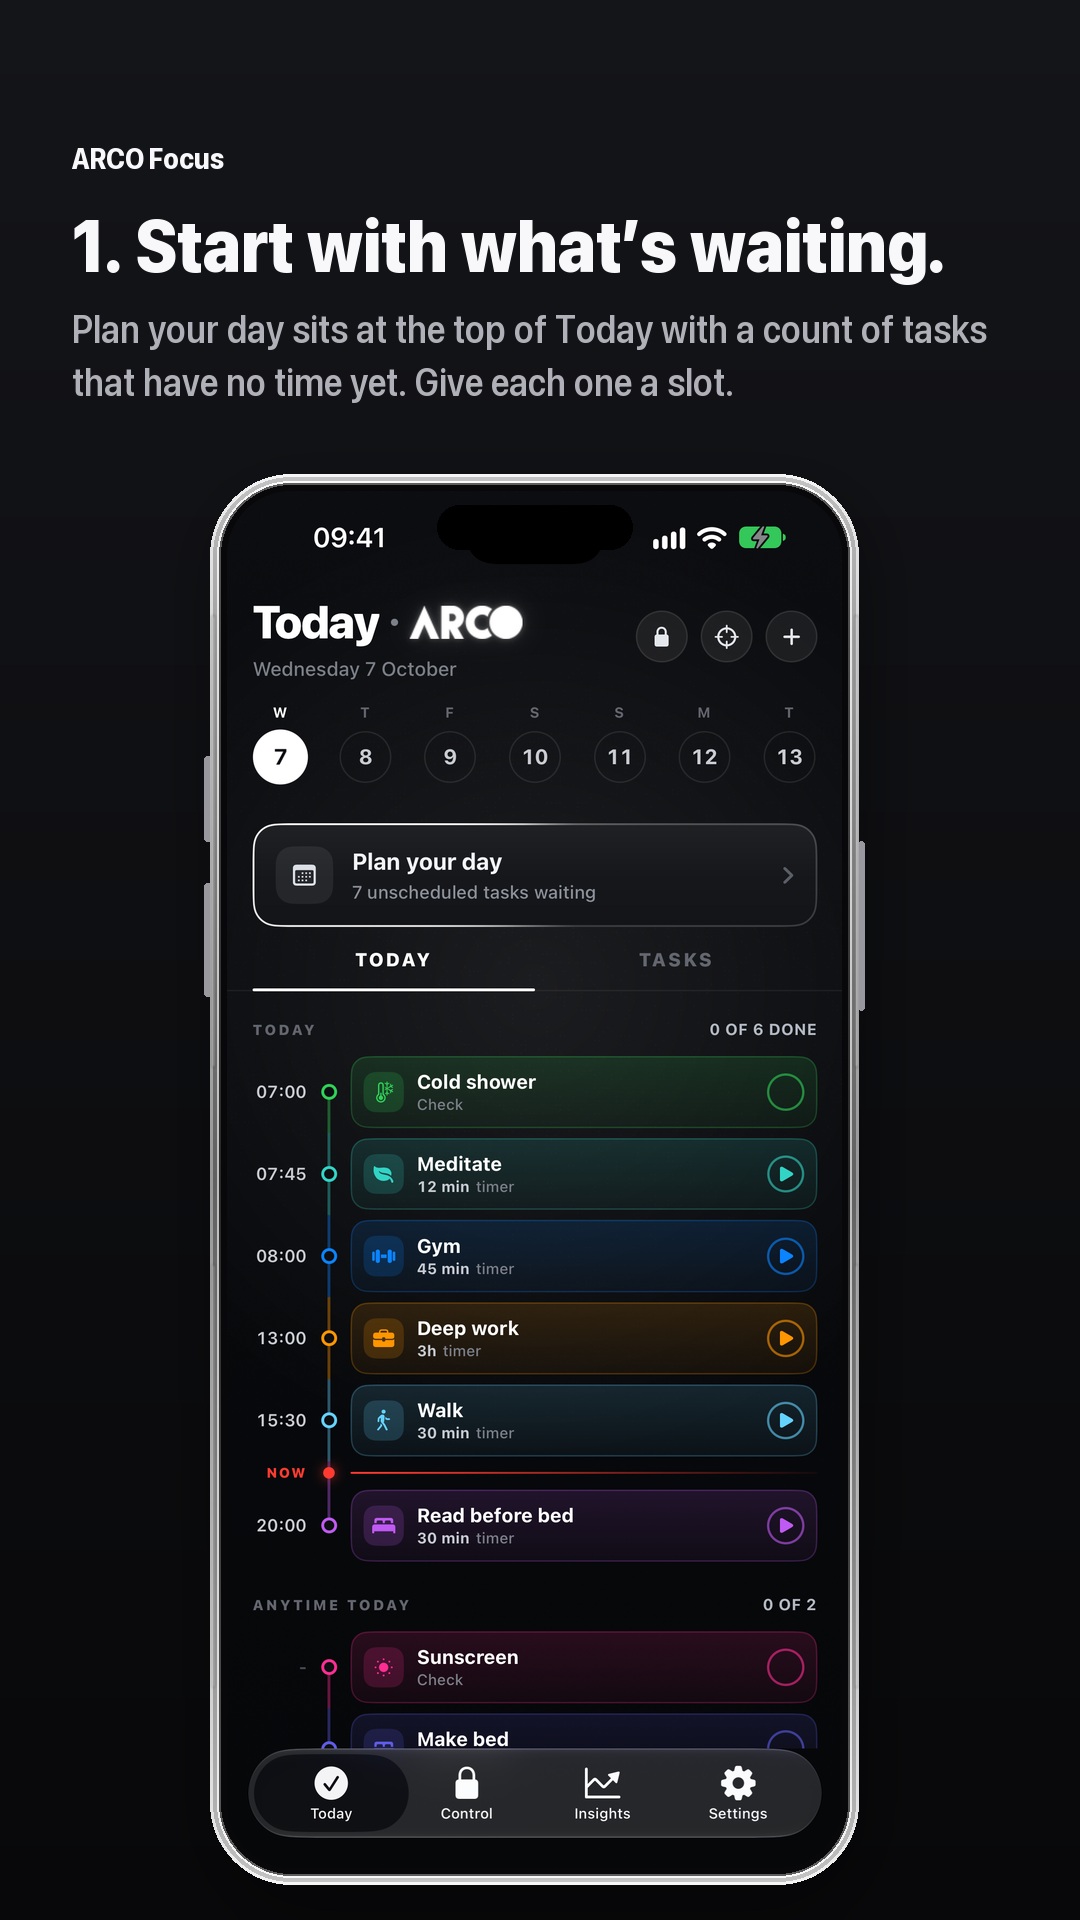 ARCO Focus
1. Start with what’s waiting.
Plan your day sits at the top of Today with a count of tasks
that have no time yet. Give each one a slot.
09:41
Today · ARCO
Wednesday 7 October
W T F S S M T
7 8 9 10 11 12 13
Plan your day
7 unscheduled tasks waiting
TODAY TASKS
TODAY 0 OF 6 DONE
07:00 Cold shower
Check
07:45 Meditate
12 min timer
08:00 Gym
45 min timer
13:00 Deep work
3h timer
15:30 Walk
30 min timer
NOW
20:00 Read before bed
30 min timer
ANYTIME TODAY 0 OF 2
- Sunscreen
Check
Make bed
Today Control Insights Settings